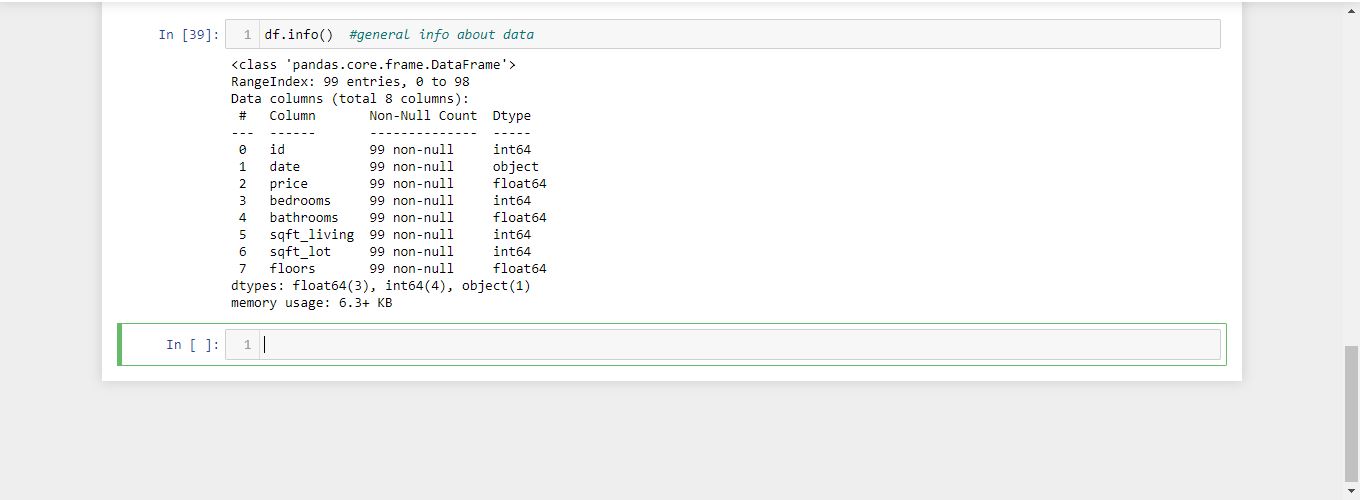 In [39]: 1 df.info()  #general info about data
<class 'pandas.core.frame.DataFrame'>
RangeIndex: 99 entries, 0 to 98
Data columns (total 8 columns):
 #   Column       Non-Null Count  Dtype
---  ------       --------------  -----
 0   id           99 non-null     int64
 1   date         99 non-null     object
 2   price        99 non-null     float64
 3   bedrooms     99 non-null     int64
 4   bathrooms    99 non-null     float64
 5   sqft_living  99 non-null     int64
 6   sqft_lot     99 non-null     int64
 7   floors       99 non-null     float64
dtypes: float64(3), int64(4), object(1)
memory usage: 6.3+ KB
In [ ]: 1